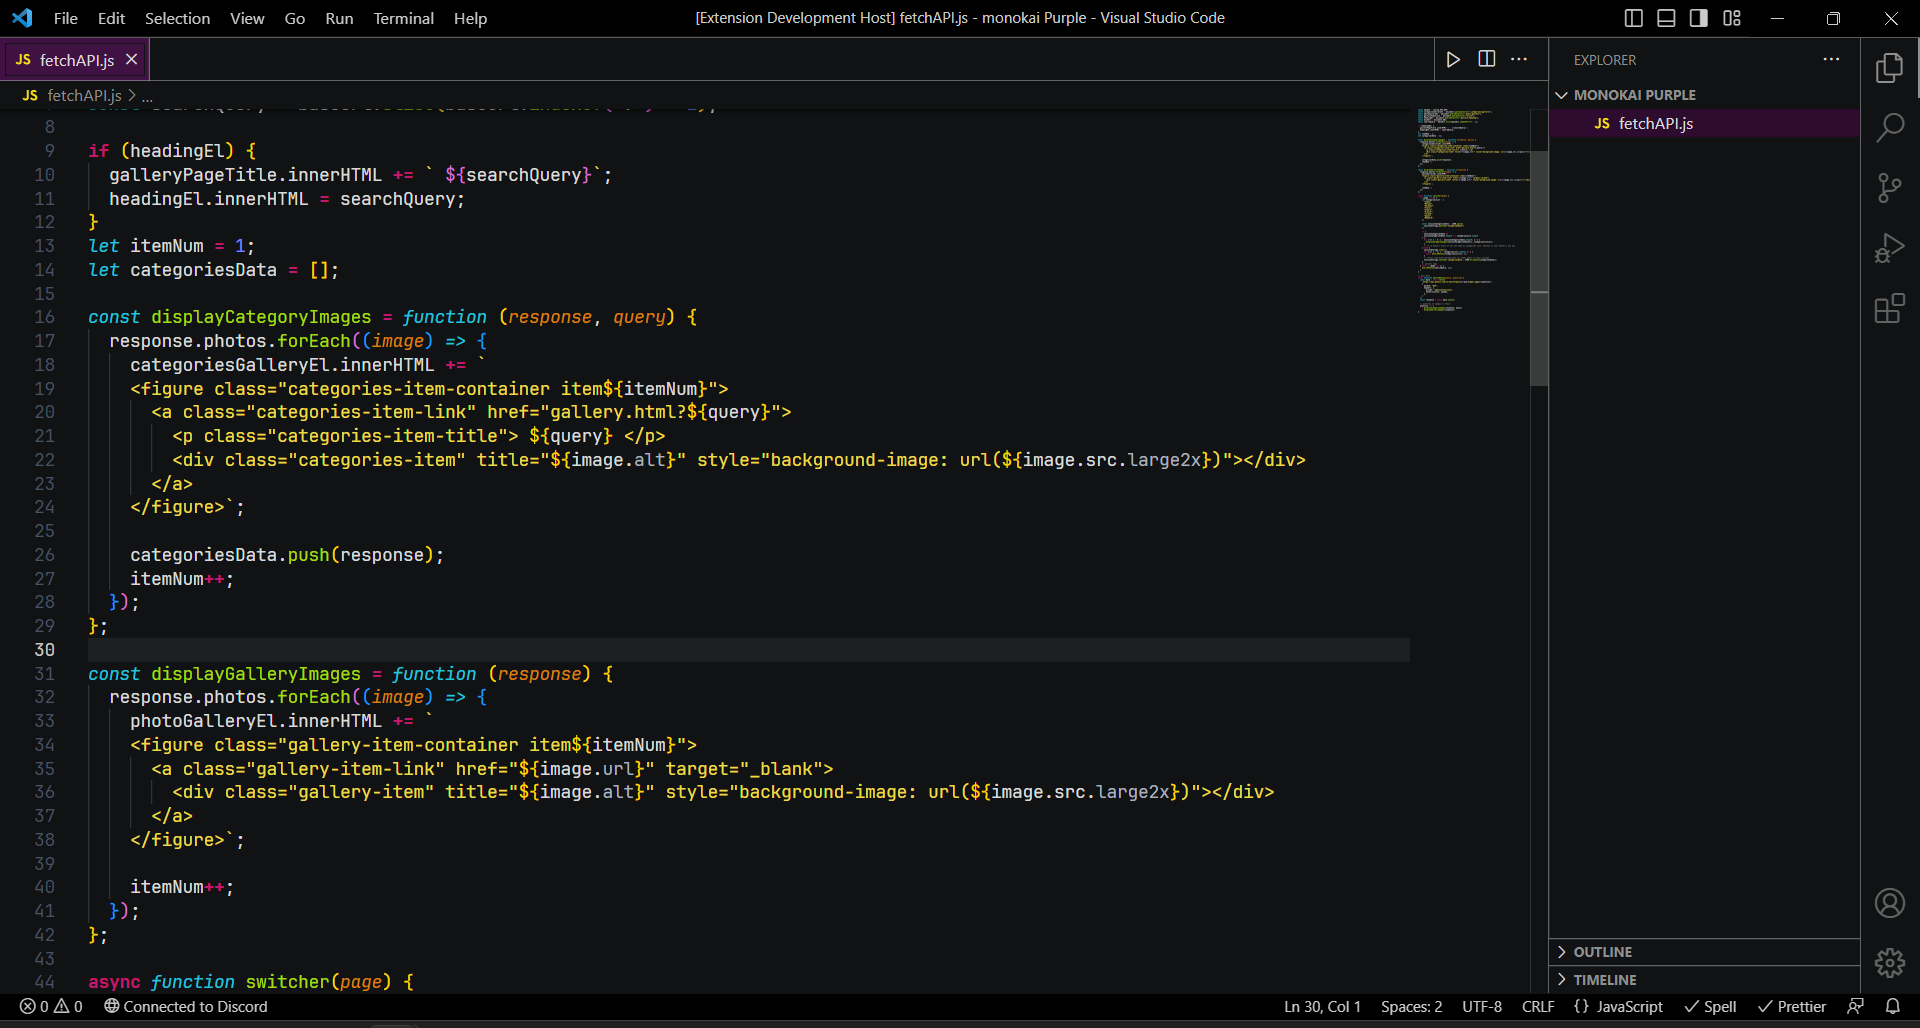 File Edit Selection View Go Run Terminal Help
[Extension Development Host] fetchAPI.js - monokai Purple - Visual Studio Code
JS fetchAPI.js
JS fetchAPI.js > ...
8
9 if (headingEl) {
10 galleryPageTitle.innerHTML += ` ${searchQuery}`;
11 headingEl.innerHTML = searchQuery;
12 }
13 let itemNum = 1;
14 let categoriesData = [];
15
16 const displayCategoryImages = function (response, query) {
17 response.photos.forEach((image) => {
18 categoriesGalleryEl.innerHTML += `
19 <figure class="categories-item-container item${itemNum}">
20 <a class="categories-item-link" href="gallery.html?${query}">
21 <p class="categories-item-title"> ${query} </p>
22 <div class="categories-item" title="${image.alt}" style="background-image: url(${image.src.large2x})"></div>
23 </a>
24 </figure>`;
25
26 categoriesData.push(response);
27 itemNum++;
28 });
29 };
30
31 const displayGalleryImages = function (response) {
32 response.photos.forEach((image) => {
33 photoGalleryEl.innerHTML += `
34 <figure class="gallery-item-container item${itemNum}">
35 <a class="gallery-item-link" href="${image.url}" target="_blank">
36 <div class="gallery-item" title="${image.alt}" style="background-image: url(${image.src.large2x})"></div>
37 </a>
38 </figure>`;
39
40 itemNum++;
41 });
42 };
43
44 async function switcher(page) {
EXPLORER
MONOKAI PURPLE
JS fetchAPI.js
OUTLINE
TIMELINE
0 0 Connected to Discord
Ln 30, Col 1 Spaces: 2 UTF-8 CRLF {} JavaScript Spell Prettier